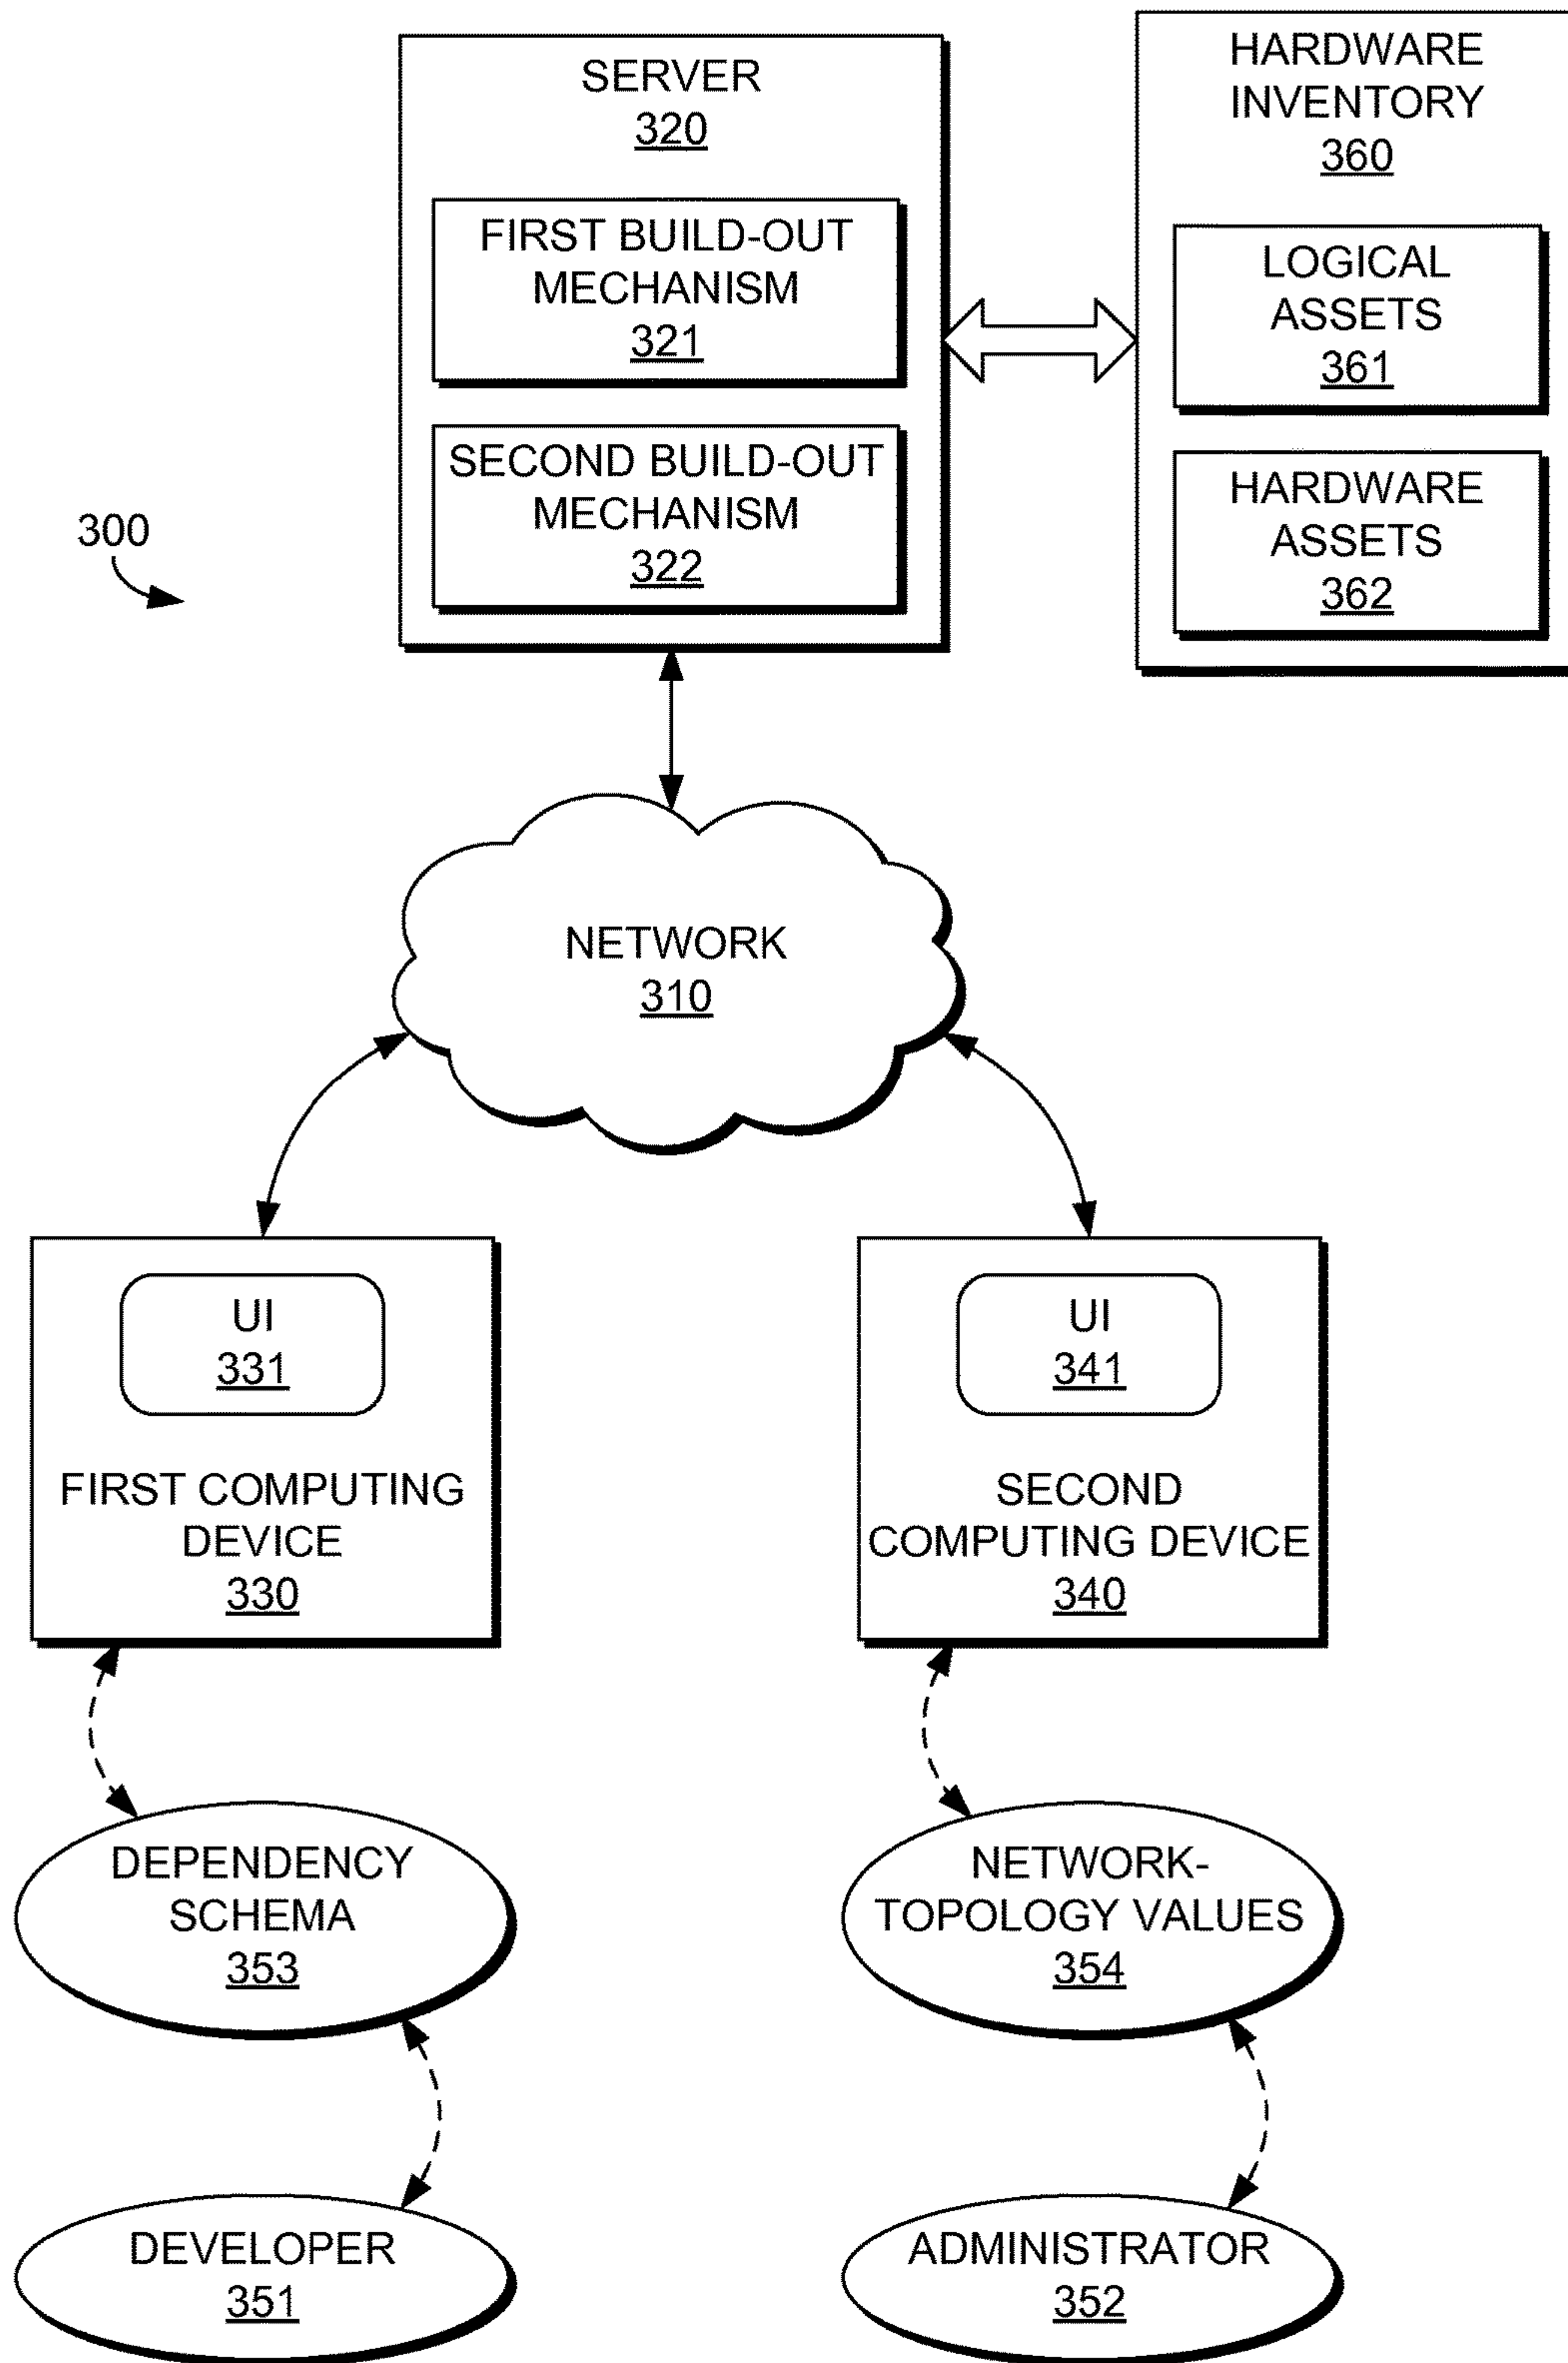 SERVER
320
FIRST BUILD-OUT
MECHANISM
321
SECOND BUILD-OUT
MECHANISM
322
HARDWARE
INVENTORY
360
LOGICAL
ASSETS
361
HARDWARE
ASSETS
362
300
NETWORK
310
UI
331
FIRST COMPUTING
DEVICE
330
UI
341
SECOND
COMPUTING DEVICE
340
DEPENDENCY
SCHEMA
353
NETWORK-
TOPOLOGY VALUES
354
DEVELOPER
351
ADMINISTRATOR
352